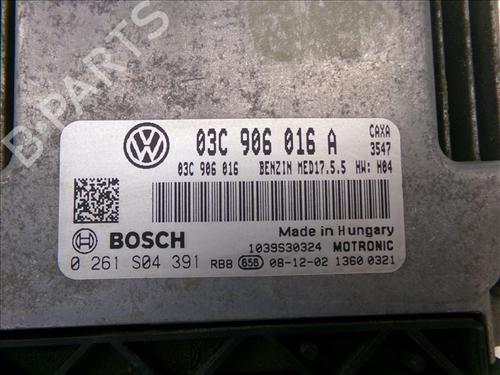 B-PARTS
03C 906 016 A
CAXA
3547
03C 906 016 BENZIN MED17.5.5 HW: H04
BOSCH
Made in Hungary
1039S30324 MOTRONIC
0 261 S04 391 RB8 658 08-12-02 1360 0321